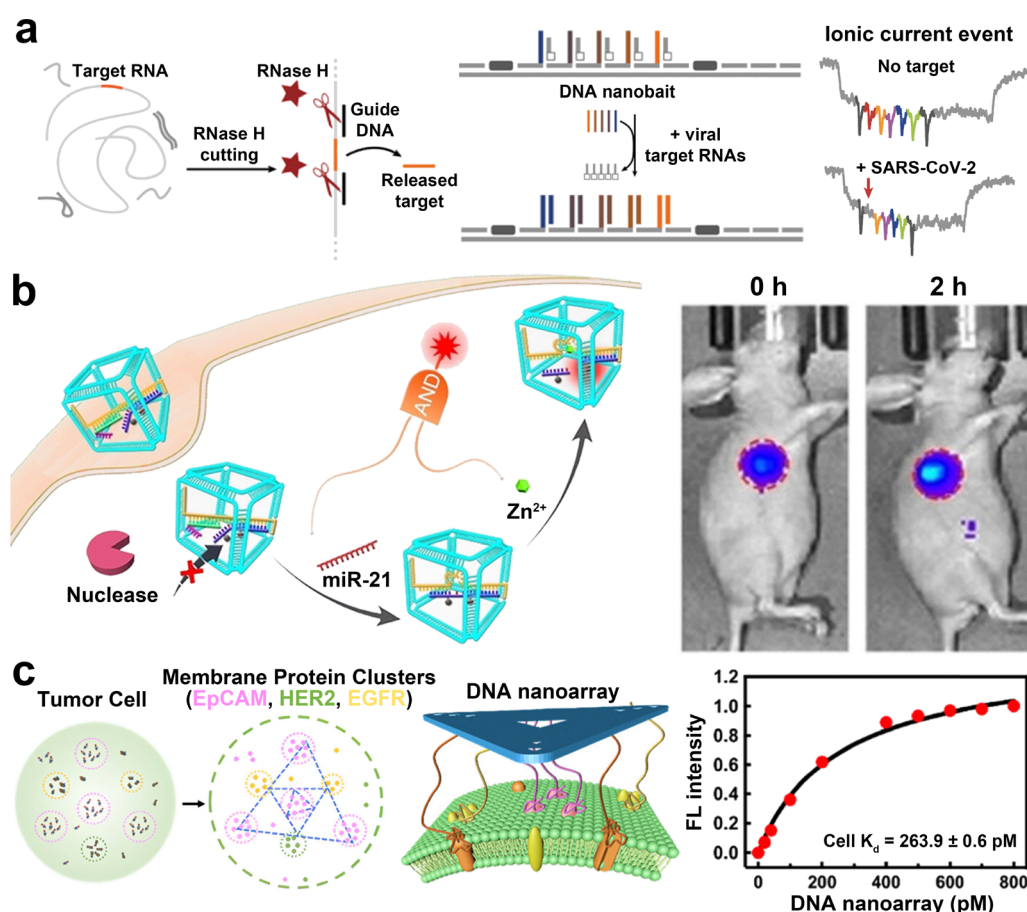 a
Target RNA
RNase H
cutting
RNase H
Guide
DNA
Released
target
DNA nanobait
+ viral
target RNAs
Ionic current event
No target
+ SARS-CoV-2
b
Nuclease
miR-21
AND
Zn²⁺
0 h
2 h
c
Tumor Cell
Membrane Protein Clusters
(EpCAM, HER2, EGFR)
DNA nanoarray
FL intensity
1.2
1.0
0.8
0.6
0.4
0.2
0.0
Cell Kd = 263.9 ± 0.6 pM
0 200 400 600 800
DNA nanoarray (pM)